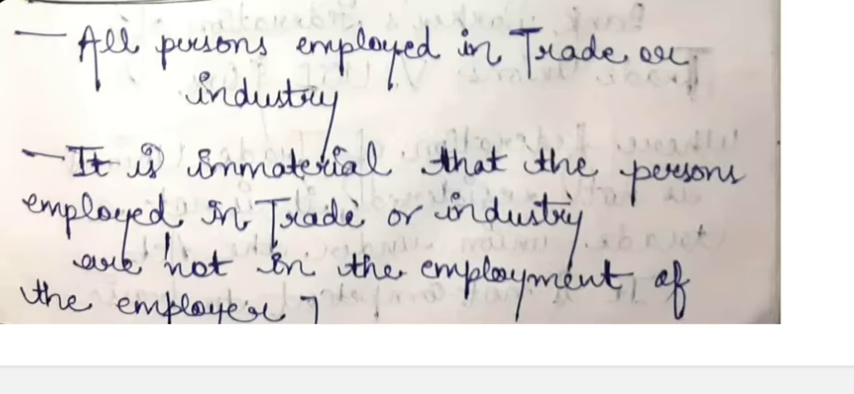 — All persons employed in Trade or
industry
— It is immaterial that the persons
employed in Trade or industry
are not in the employment of
the employer